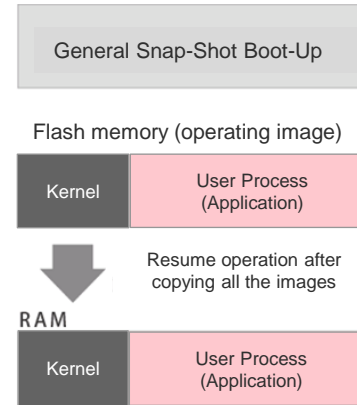 General Snap-Shot Boot-Up
Flash memory (operating image)
Kernel
User Process
(Application)
Resume operation after
copying all the images
RAM
Kernel
User Process
(Application)